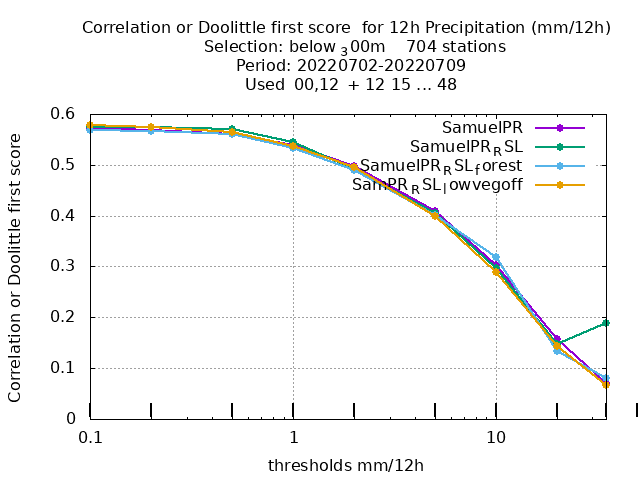 Correlation or Doolittle first score  for 12h Precipitation (mm/12h)
Selection: below ₃00m    704 stations
Period: 20220702-20220709
Used  00,12  + 12 15 ... 48
Correlation or Doolittle first score
0.6
0.5
0.4
0.3
0.2
0.1
0
SamuelPR
SamuelPR_RSL
SamuelPR_RSL_forest
SamPR_RSL_lowvegoff
0.1
1
10
thresholds mm/12h